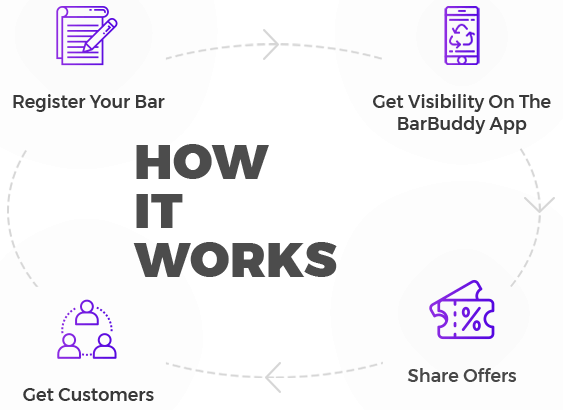 Register Your Bar
Get Visibility On The
BarBuddy App
HOW
IT
WORKS
%
Share Offers
Get Customers